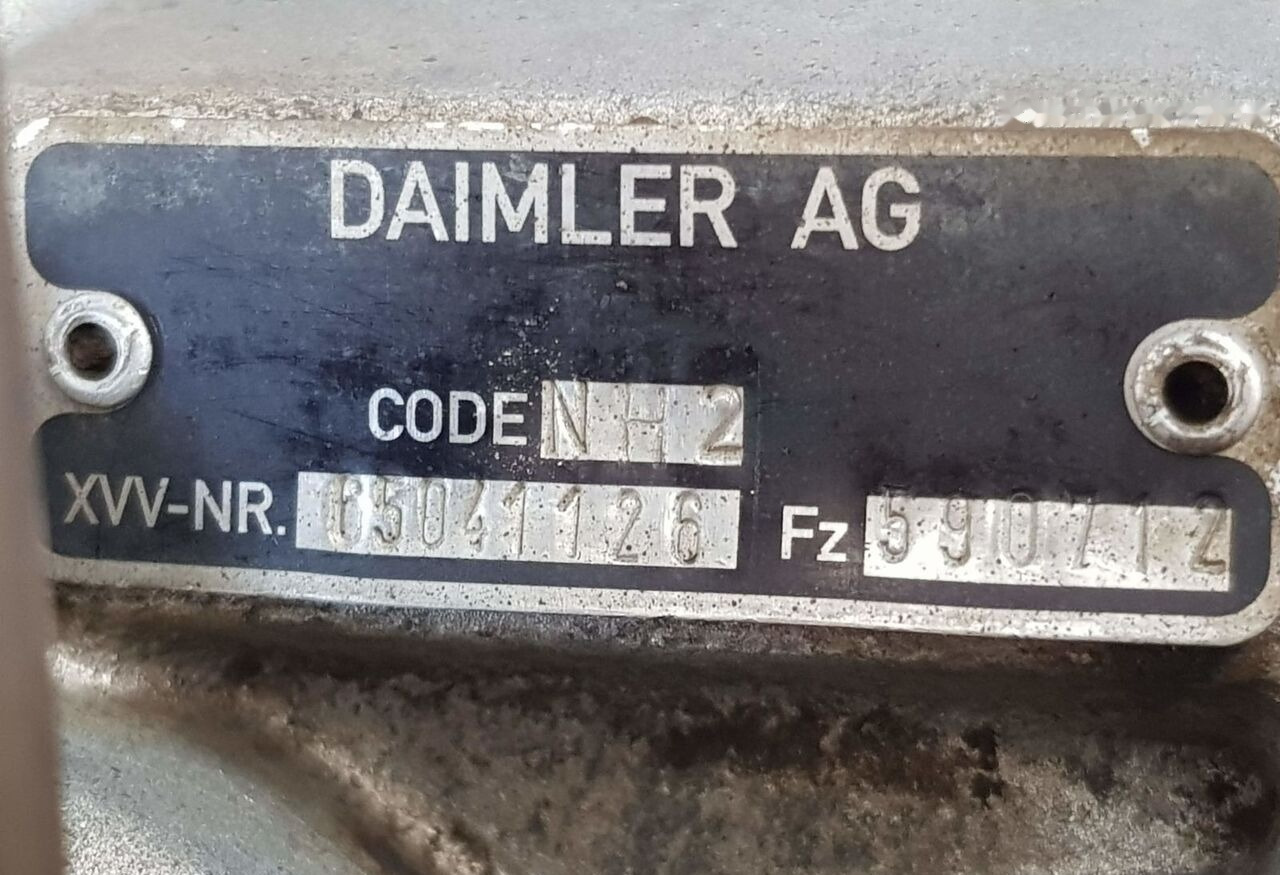 DAIMLER AG
CODE NH2
XVV-NR. 65041126 Fz 590712